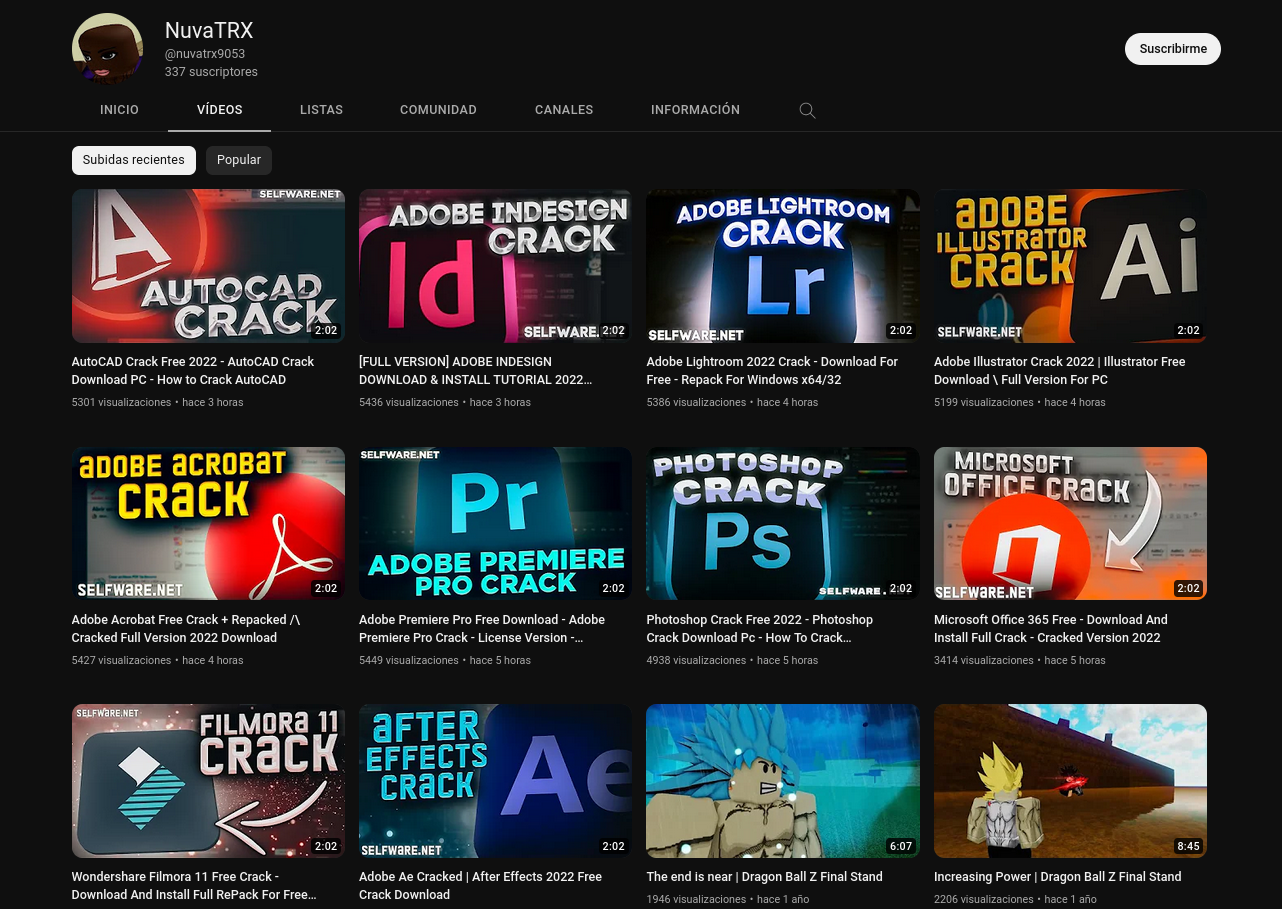 NuvaTRX
@nuvatrx9053
337 suscriptores
Suscribirme
INICIO
VÍDEOS
LISTAS
COMUNIDAD
CANALES
INFORMACIÓN
Subidas recientes
Popular
SELFWARE.NET
A
AUTOCAD
CRACK
2:02
AutoCAD Crack Free 2022 - AutoCAD Crack
Download PC - How to Crack AutoCAD
5301 visualizaciones • hace 3 horas
ADOBE INDESIGN
CRACK
Id
SELFWARE.
2:02
[FULL VERSION] ADOBE INDESIGN
DOWNLOAD & INSTALL TUTORIAL 2022...
5436 visualizaciones • hace 3 horas
ADOBE LIGHTROOM
CRACK
Lr
SELFWARE.NET
2:02
Adobe Lightroom 2022 Crack - Download For
Free - Repack For Windows x64/32
5386 visualizaciones • hace 4 horas
ADOBE
ILLUSTRATOR
CRACK
Ai
SELFWARE.NET
2:02
Adobe Illustrator Crack 2022 | Illustrator Free
Download \ Full Version For PC
5199 visualizaciones • hace 4 horas
ADOBE ACROBAT
CRACK
SELFWARE.NET
2:02
Adobe Acrobat Free Crack + Repacked /\
Cracked Full Version 2022 Download
5427 visualizaciones • hace 4 horas
SELFWARE.NET
Pr
ADOBE PREMIERE
PRO CRACK
2:02
Adobe Premiere Pro Free Download - Adobe
Premiere Pro Crack - License Version -...
5449 visualizaciones • hace 5 horas
PHOTOSHOP
CRACK
Ps
SELFWARE.
2:02
Photoshop Crack Free 2022 - Photoshop
Crack Download Pc - How To Crack...
4938 visualizaciones • hace 5 horas
MICROSOFT
OFFICE CRACK
SELFWARE.NET
2:02
Microsoft Office 365 Free - Download And
Install Full Crack - Cracked Version 2022
3414 visualizaciones • hace 5 horas
SELFWARE.NET
FILMORA 11
CRACK
2:02
Wondershare Filmora 11 Free Crack -
Download And Install Full RePack For Free...
AFTER
EFFECTS
CRACK
Ae
SELFWARE.NET
2:02
Adobe Ae Cracked | After Effects 2022 Free
Crack Download
6:07
The end is near | Dragon Ball Z Final Stand
1946 visualizaciones • hace 1 año
8:45
Increasing Power | Dragon Ball Z Final Stand
2206 visualizaciones • hace 1 año